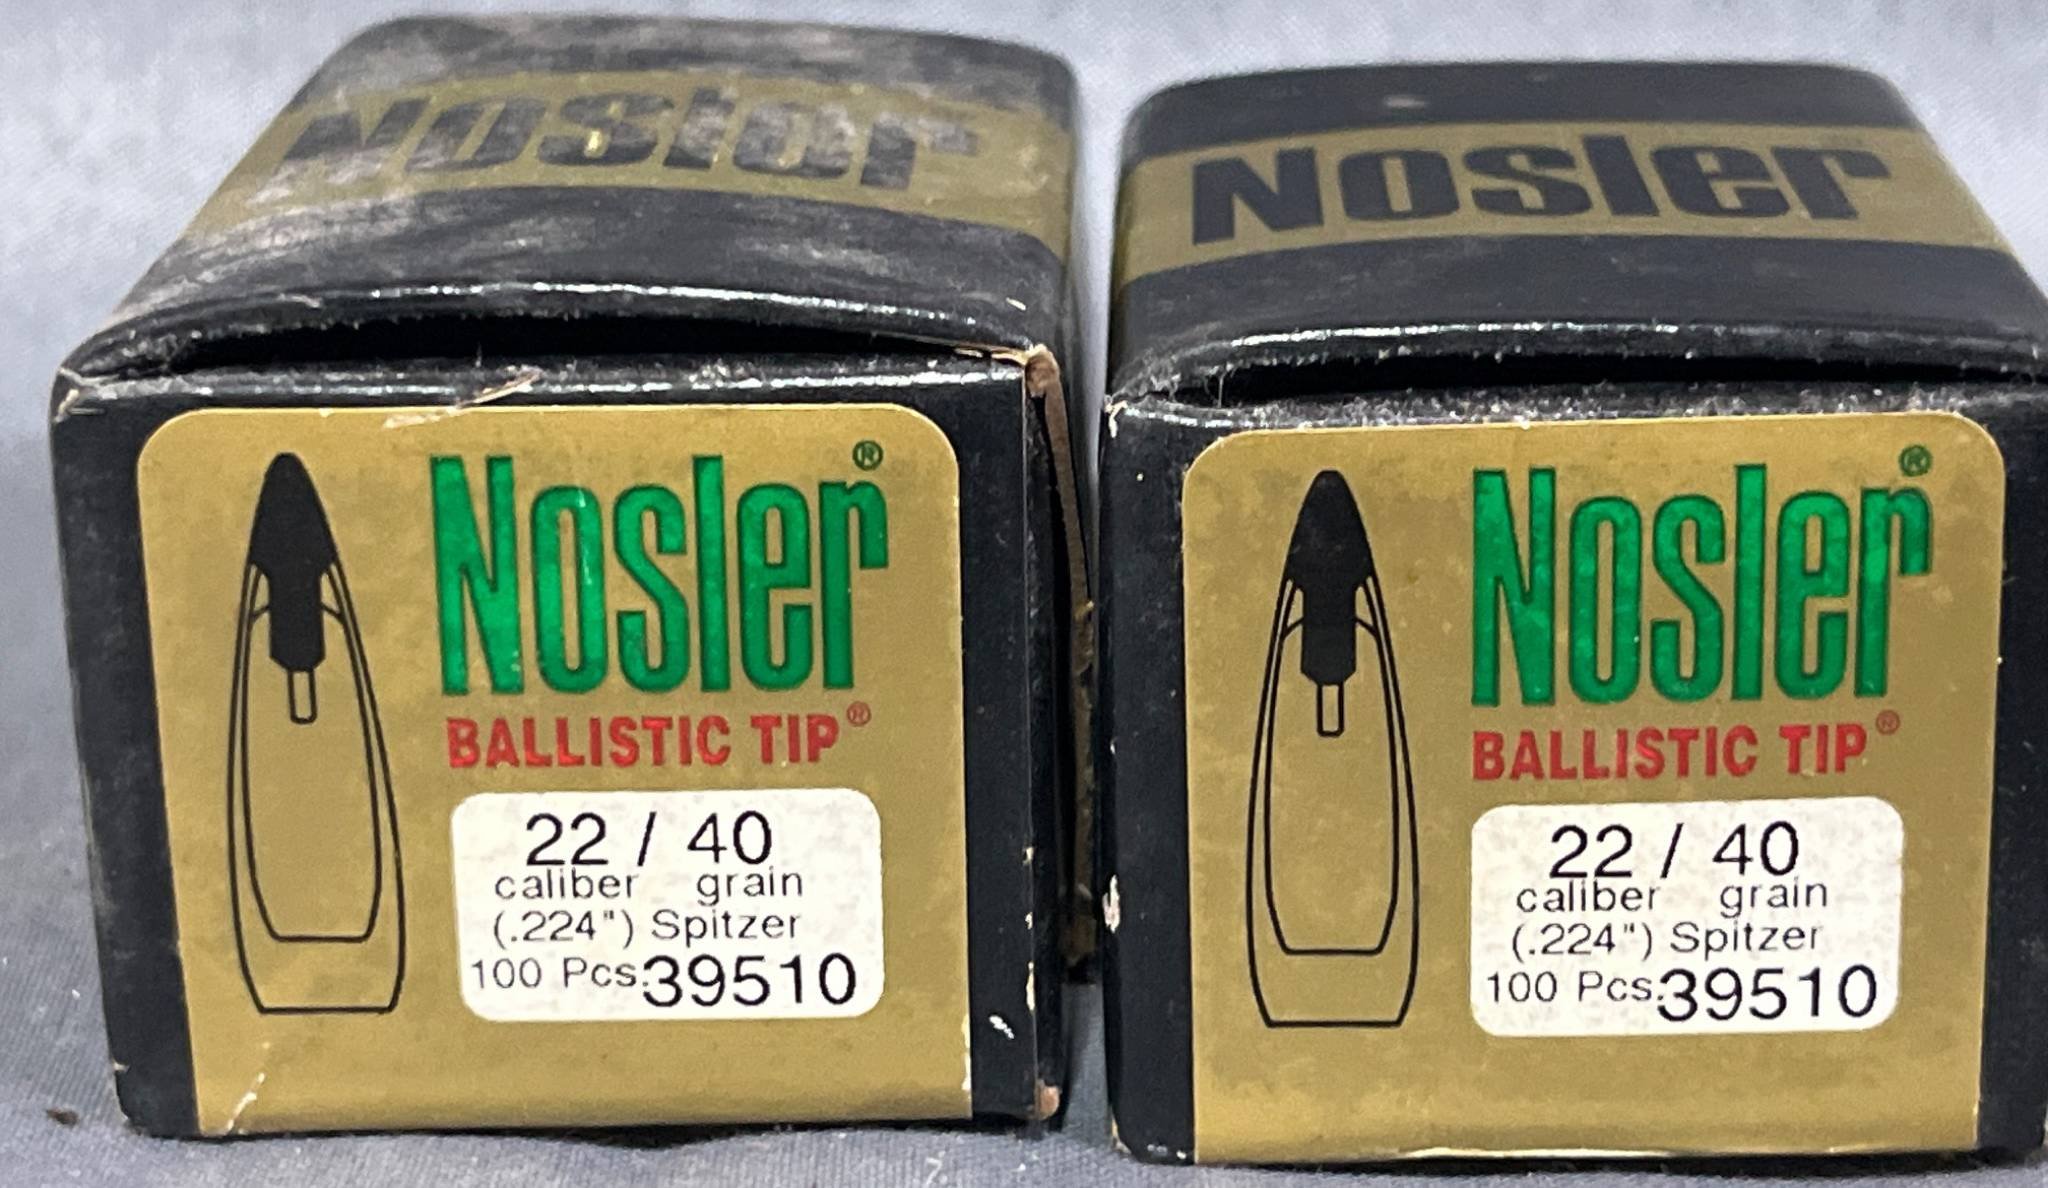 Nosler
Nosler®
BALLISTIC TIP®
22 / 40
caliber grain
(.224") Spitzer
100 Pcs. 39510
Nosler
Nosler®
BALLISTIC TIP®
22 / 40
caliber grain
(.224") Spitzer
100 Pcs. 39510